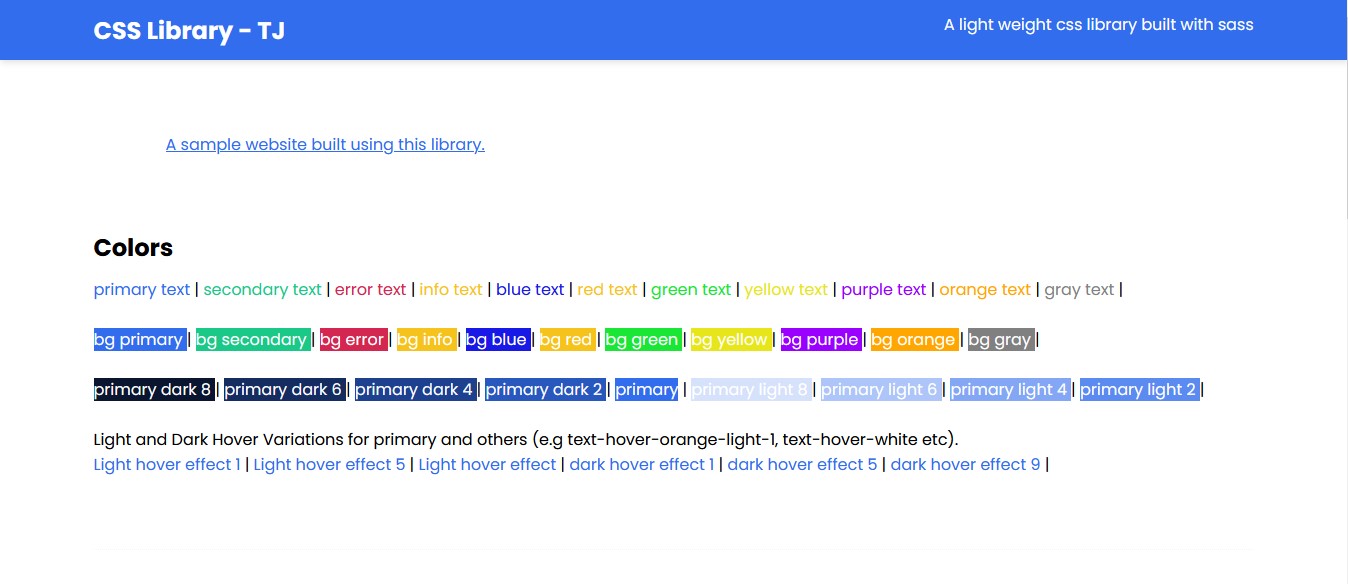 CSS Library - TJ
A light weight css library built with sass
A sample website built using this library.
Colors
primary text | secondary text | error text | info text | blue text | red text | green text | yellow text | purple text | orange text | gray text |
bg primary | bg secondary | bg error | bg info | bg blue | bg red | bg green | bg yellow | bg purple | bg orange | bg gray |
primary dark 8 | primary dark 6 | primary dark 4 | primary dark 2 | primary | primary light 8 | primary light 6 | primary light 4 | primary light 2 |
Light and Dark Hover Variations for primary and others (e.g text-hover-orange-light-1, text-hover-white etc).
Light hover effect 1 | Light hover effect 5 | Light hover effect | dark hover effect 1 | dark hover effect 5 | dark hover effect 9 |